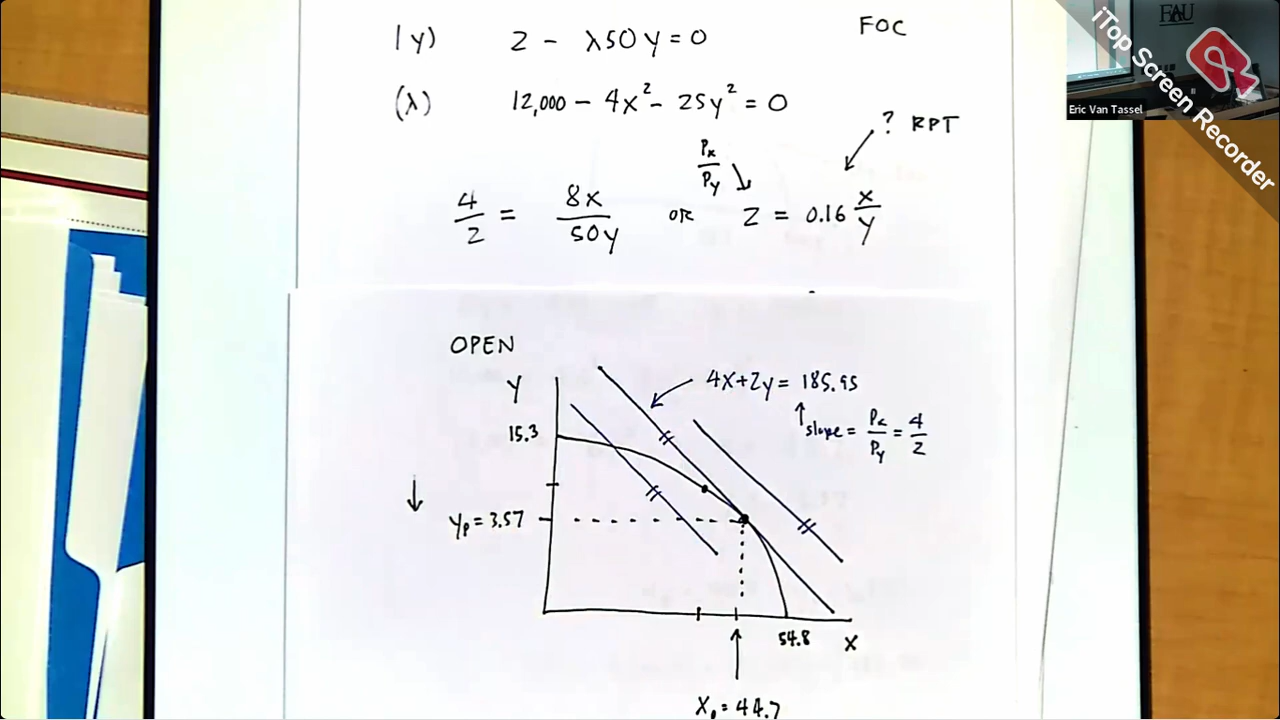 iTop Screen Recorder
FAU
Eric Van Tassel
(y) 2 - λ50y = 0 FOC
(λ) 12,000 - 4x² - 25y² = 0
? RPT
Px/Py
4/2 = 8x/50y or 2 = 0.16 x/y
OPEN
Y
4x+2y = 185.95
15.3
slope = Px/Py = 4/2
yp = 3.57
54.8
X
Xp = 44.7